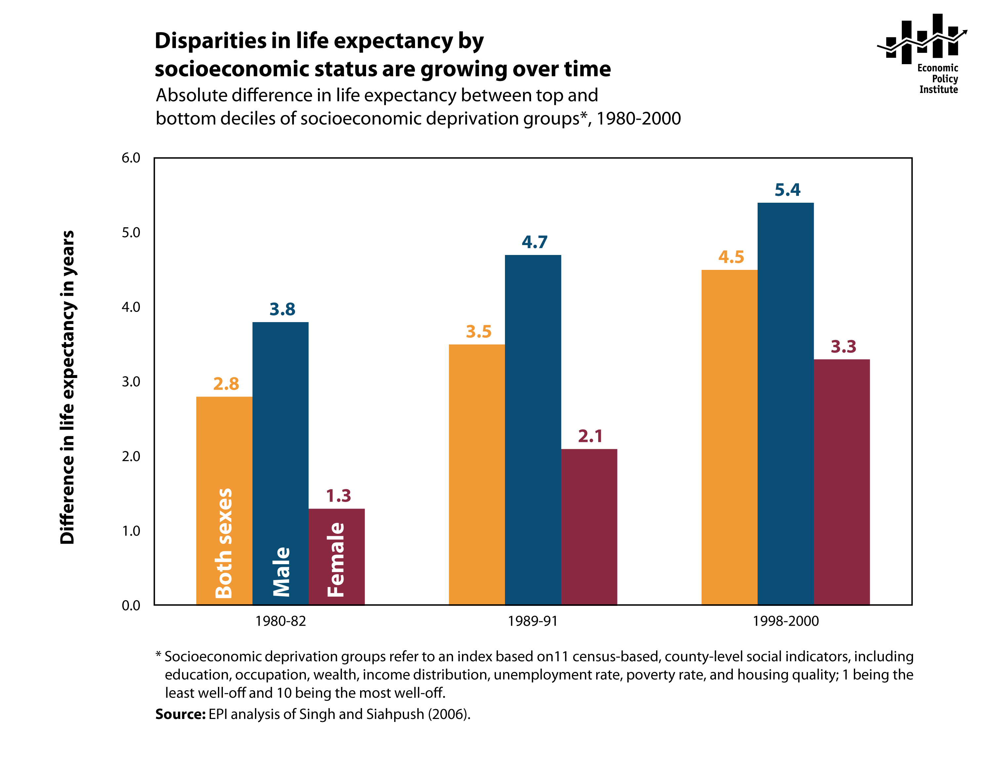 Disparities in life expectancy by
socioeconomic status are growing over time
Absolute difference in life expectancy between top and
bottom deciles of socioeconomic deprivation groups*, 1980-2000
Economic
Policy
Institute
Difference in life expectancy in years
6.0
5.0
4.0
3.0
2.0
1.0
0.0
2.8
3.8
1.3
Both sexes
Male
Female
3.5
4.7
2.1
4.5
5.4
3.3
1980-82
1989-91
1998-2000
* Socioeconomic deprivation groups refer to an index based on11 census-based, county-level social indicators, including
education, occupation, wealth, income distribution, unemployment rate, poverty rate, and housing quality; 1 being the
least well-off and 10 being the most well-off.
Source: EPI analysis of Singh and Siahpush (2006).